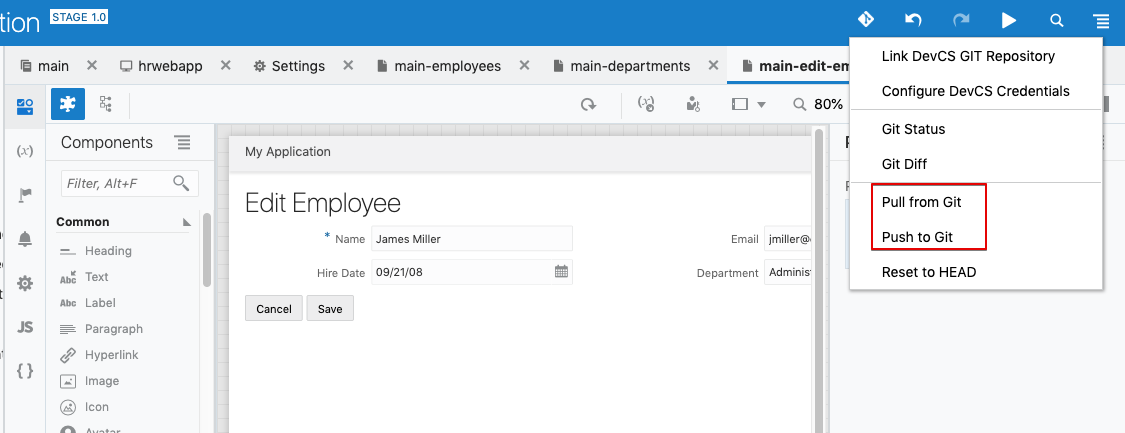 tion STAGE 1.0
main
hrwebapp
Settings
main-employees
main-departments
main-edit-em
80%
Link DevCS GIT Repository
Configure DevCS Credentials
Git Status
Git Diff
Pull from Git
Push to Git
Reset to HEAD
(x)
JS
{ }
Components
Filter, Alt+F
Common
Heading
Abc Text
Abc Label
Paragraph
Hyperlink
Image
Icon
Avatar
My Application
Edit Employee
* Name James Miller
Email jmiller@
Hire Date 09/21/08
Department Administ
Cancel Save